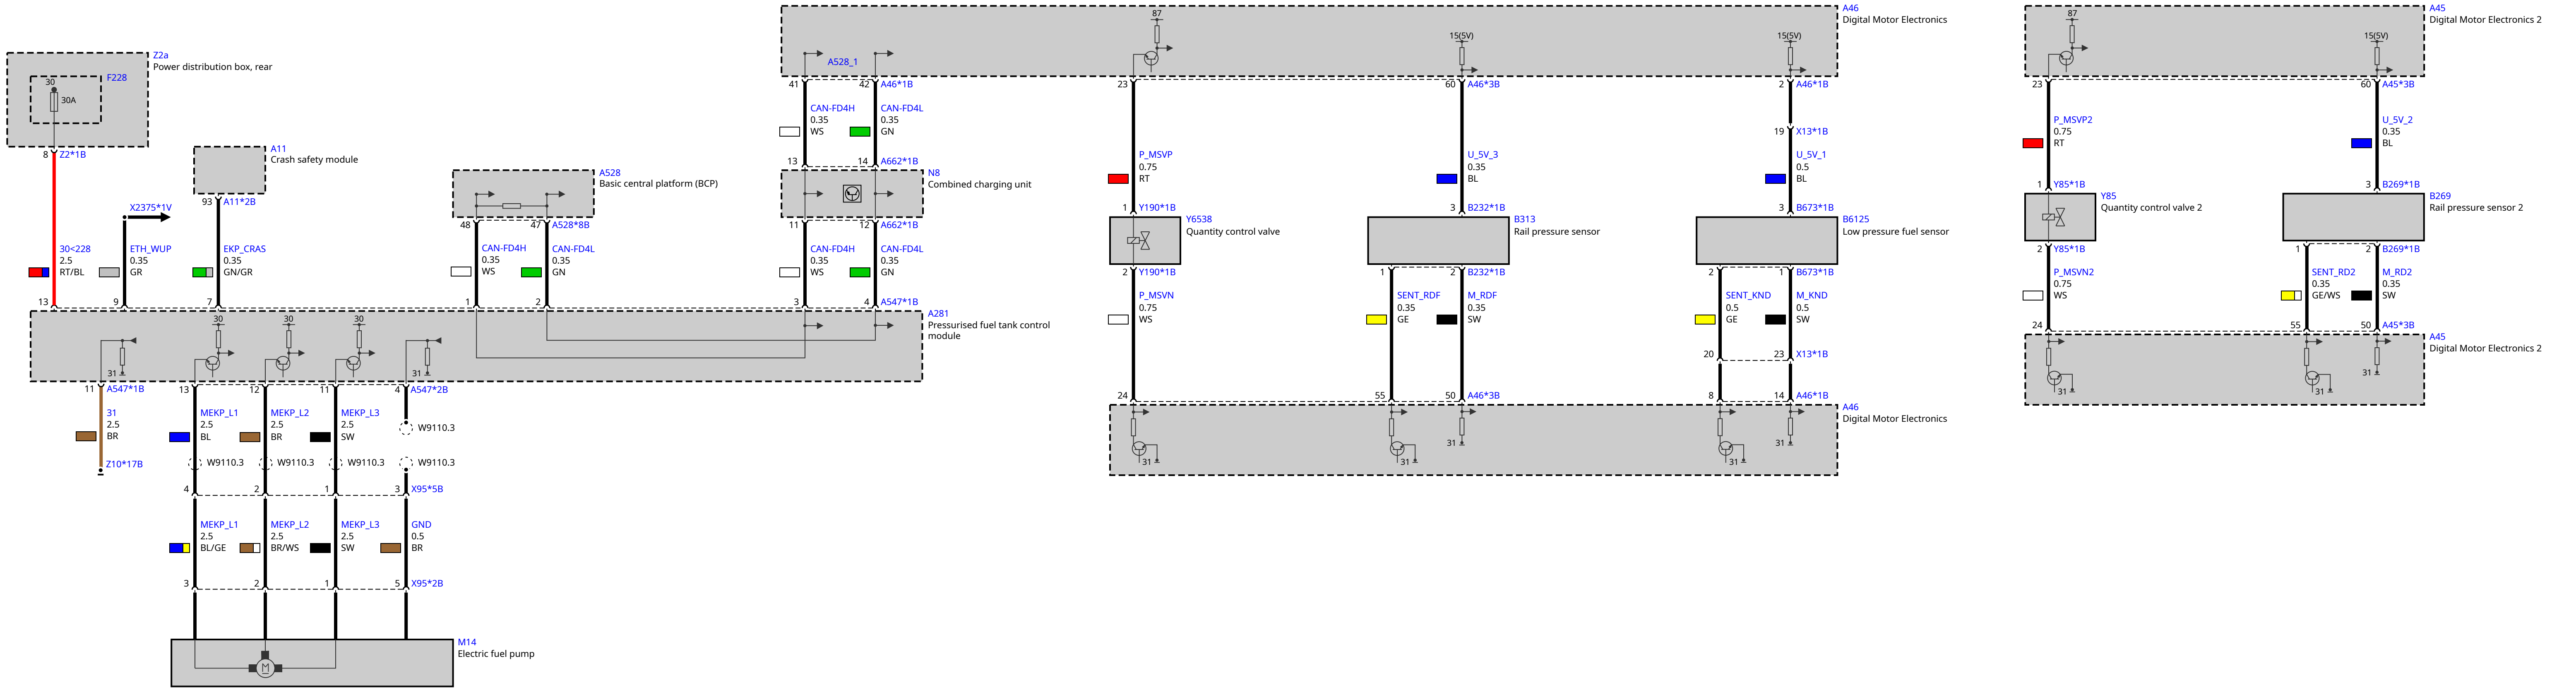 Z2a
Power distribution box, rear
F228
30
30A
8
Z2*1B
30<228
2.5
RT/BL
13
X2375*1V
ETH_WUP
0.35
GR
9
A11
Crash safety module
93
A11*2B
EKP_CRAS
0.35
GN/GR
7
A528
Basic central platform (BCP)
48
47
A528*8B
CAN-FD4H
0.35
WS
CAN-FD4L
0.35
GN
1
2
A46
Digital Motor Electronics
A528_1
87
15(5V)
15(5V)
41
42
A46*1B
CAN-FD4H
0.35
WS
CAN-FD4L
0.35
GN
13
14
A662*1B
N8
Combined charging unit
11
12
A662*1B
CAN-FD4H
0.35
WS
CAN-FD4L
0.35
GN
3
4
A547*1B
A281
Pressurised fuel tank control
module
30
30
30
31
31
11
A547*1B
31
2.5
BR
Z10*17B
13
12
11
4
A547*2B
MEKP_L1
2.5
BL
MEKP_L2
2.5
BR
MEKP_L3
2.5
SW
W9110.3
W9110.3
W9110.3
W9110.3
W9110.3
4
2
1
3
X95*5B
MEKP_L1
2.5
BL/GE
MEKP_L2
2.5
BR/WS
MEKP_L3
2.5
SW
GND
0.5
BR
3
2
1
5
X95*2B
M14
Electric fuel pump
M
23
60
A46*3B
2
A46*1B
19
X13*1B
P_MSVP
0.75
RT
U_5V_3
0.35
BL
U_5V_1
0.5
BL
1
Y190*1B
3
B232*1B
3
B673*1B
Y6538
Quantity control valve
B313
Rail pressure sensor
B6125
Low pressure fuel sensor
2
Y190*1B
1
2
B232*1B
2
1
B673*1B
P_MSVN
0.75
WS
SENT_RDF
0.35
GE
M_RDF
0.35
SW
SENT_KND
0.5
GE
M_KND
0.5
SW
20
23
X13*1B
24
55
50
A46*3B
8
14
A46*1B
A46
Digital Motor Electronics
31
31
31
31
31
A45
Digital Motor Electronics 2
87
15(5V)
23
60
A45*3B
P_MSVP2
0.75
RT
U_5V_2
0.35
BL
1
Y85*1B
3
B269*1B
Y85
Quantity control valve 2
B269
Rail pressure sensor 2
2
Y85*1B
1
2
B269*1B
P_MSVN2
0.75
WS
SENT_RD2
0.35
GE/WS
M_RD2
0.35
SW
24
55
50
A45*3B
A45
Digital Motor Electronics 2
31
31
31